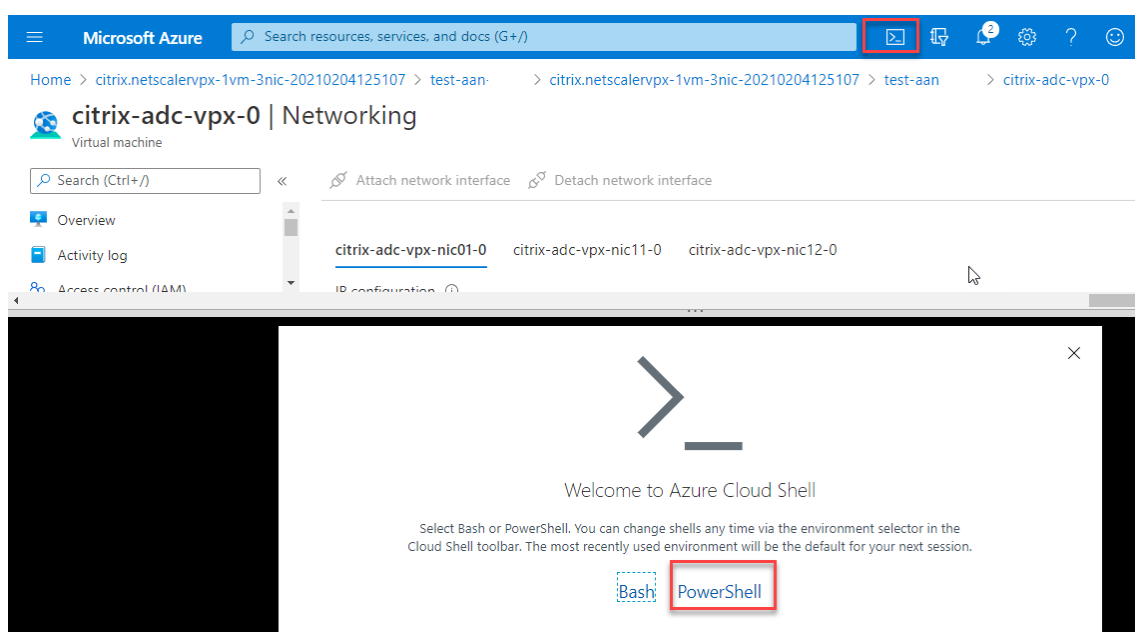 Microsoft Azure Search resources, services, and docs (G+/) 2
Home > citrix.netscalervpx-1vm-3nic-20210204125107 > test-aan- > citrix.netscalervpx-1vm-3nic-20210204125107 > test-aan > citrix-adc-vpx-0
citrix-adc-vpx-0 | Networking
Virtual machine
Search (Ctrl+/) « Attach network interface Detach network interface
Overview
citrix-adc-vpx-nic01-0 citrix-adc-vpx-nic11-0 citrix-adc-vpx-nic12-0
Activity log
Access control (IAM) IP configuration
Welcome to Azure Cloud Shell
Select Bash or PowerShell. You can change shells any time via the environment selector in the
Cloud Shell toolbar. The most recently used environment will be the default for your next session.
Bash PowerShell